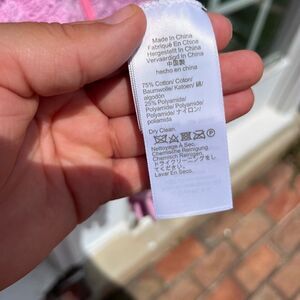 Made In China
Fabriqué En Chine
Vervaardigd In China
中国製
hecho en china
75% Cotton/ Coton/
Baumwolle/ Katoen/ 綿/
algodón
25% Polyamide/
Polyamide/ Polyamid/
Polyamide/ ナイロン/
poliamida
Dry Clean.
Nettoyage A Sec.
Chemische Reinigung.
Chemisch Reinigen.
ドライクリーニングをし
てください。
Lavar En Seco.